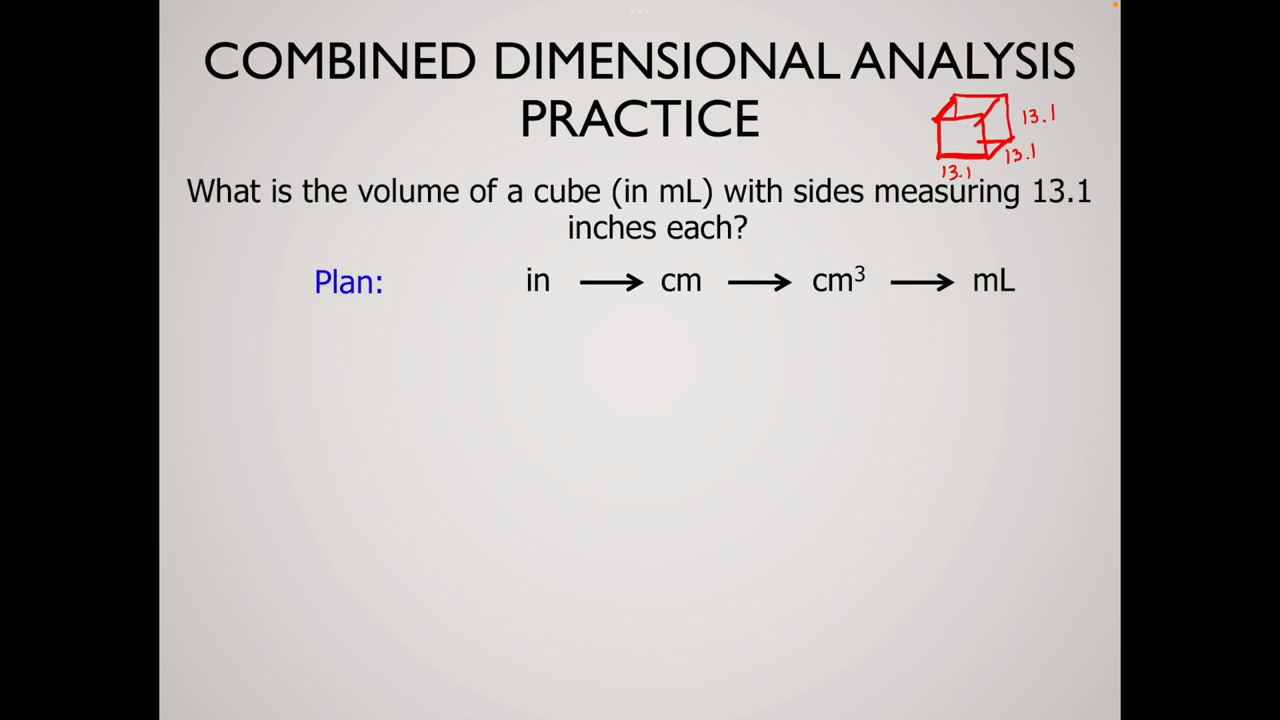 COMBINED DIMENSIONAL ANALYSIS
PRACTICE
13.1
13.1
13.1
What is the volume of a cube (in mL) with sides measuring 13.1
inches each?
Plan: in → cm → cm³ → mL